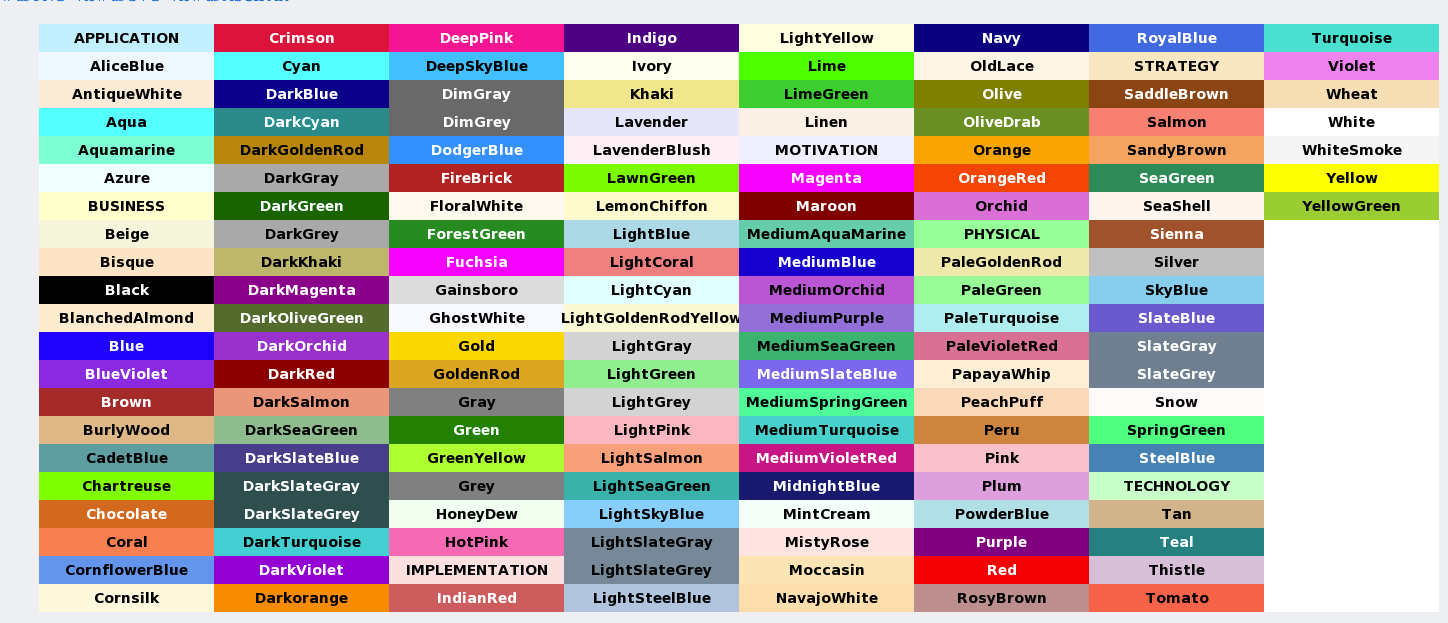 APPLICATION Crimson DeepPink Indigo LightYellow Navy RoyalBlue Turquoise
AliceBlue Cyan DeepSkyBlue Ivory Lime OldLace STRATEGY Violet
AntiqueWhite DarkBlue DimGray Khaki LimeGreen Olive SaddleBrown Wheat
Aqua DarkCyan DimGrey Lavender Linen OliveDrab Salmon White
Aquamarine DarkGoldenRod DodgerBlue LavenderBlush MOTIVATION Orange SandyBrown WhiteSmoke
Azure DarkGray FireBrick LawnGreen Magenta OrangeRed SeaGreen Yellow
BUSINESS DarkGreen FloralWhite LemonChiffon Maroon Orchid SeaShell YellowGreen
Beige DarkGrey ForestGreen LightBlue MediumAquaMarine PHYSICAL Sienna
Bisque DarkKhaki Fuchsia LightCoral MediumBlue PaleGoldenRod Silver
Black DarkMagenta Gainsboro LightCyan MediumOrchid PaleGreen SkyBlue
BlanchedAlmond DarkOliveGreen GhostWhite LightGoldenRodYellow MediumPurple PaleTurquoise SlateBlue
Blue DarkOrchid Gold LightGray MediumSeaGreen PaleVioletRed SlateGray
BlueViolet DarkRed GoldenRod LightGreen MediumSlateBlue PapayaWhip SlateGrey
Brown DarkSalmon Gray LightGrey MediumSpringGreen PeachPuff Snow
BurlyWood DarkSeaGreen Green LightPink MediumTurquoise Peru SpringGreen
CadetBlue DarkSlateBlue GreenYellow LightSalmon MediumVioletRed Pink SteelBlue
Chartreuse DarkSlateGray Grey LightSeaGreen MidnightBlue Plum TECHNOLOGY
Chocolate DarkSlateGrey HoneyDew LightSkyBlue MintCream PowderBlue Tan
Coral DarkTurquoise HotPink LightSlateGray MistyRose Purple Teal
CornflowerBlue DarkViolet IMPLEMENTATION LightSlateGrey Moccasin Red Thistle
Cornsilk Darkorange IndianRed LightSteelBlue NavajoWhite RosyBrown Tomato